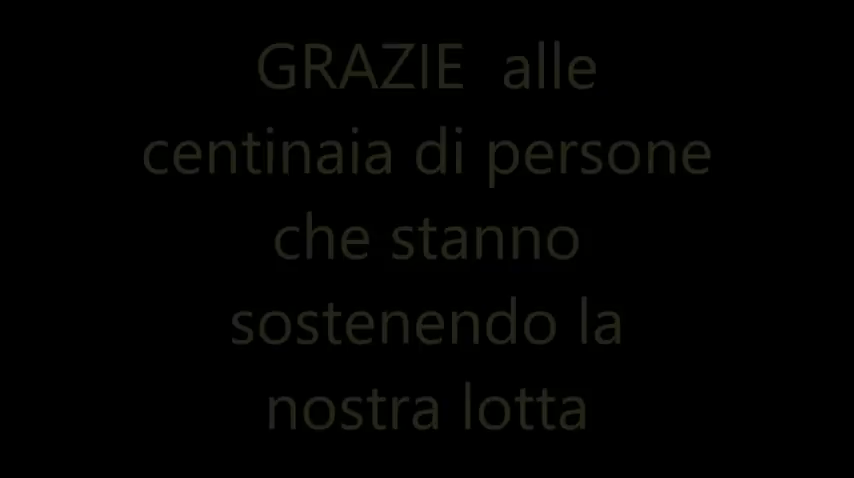 GRAZIE  alle
centinaia di persone
che stanno
sostenendo la
nostra lotta